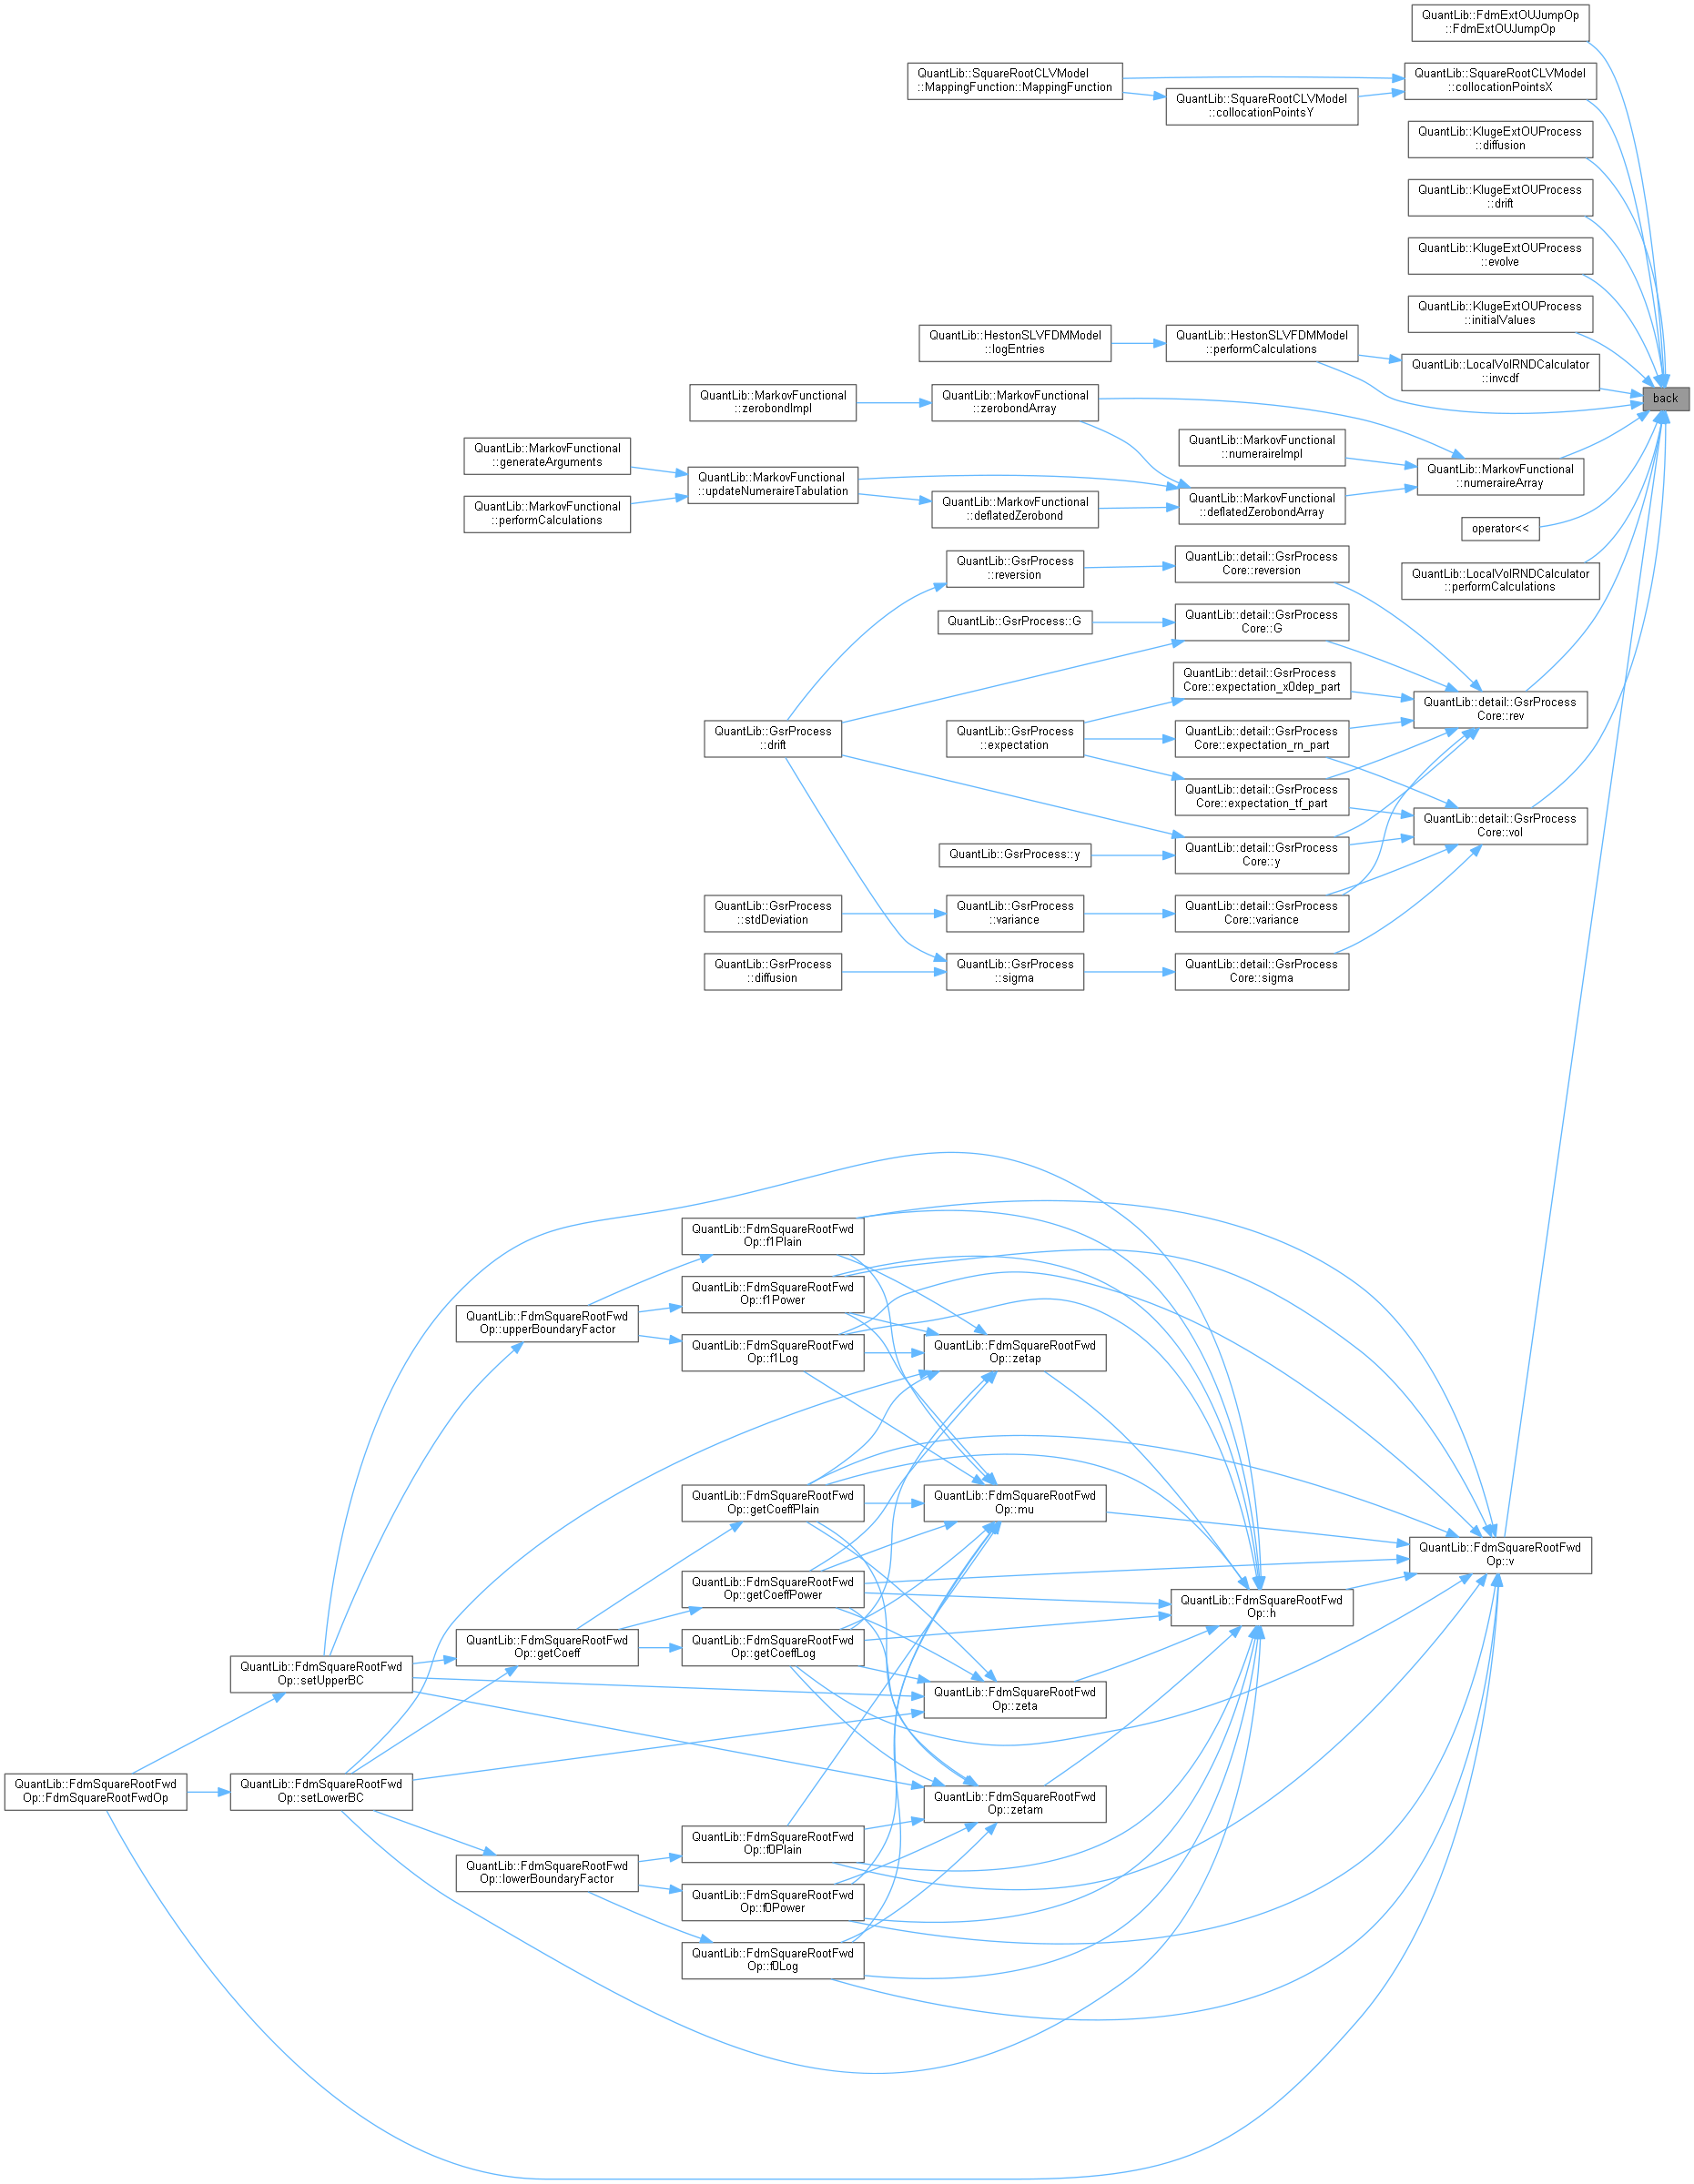 QuantLib::FdmExtOUJumpOp
::FdmExtOUJumpOp
QuantLib::SquareRootCLVModel
::MappingFunction::MappingFunction
QuantLib::SquareRootCLVModel
::collocationPointsY
QuantLib::SquareRootCLVModel
::collocationPointsX
QuantLib::KlugeExtOUProcess
::diffusion
QuantLib::KlugeExtOUProcess
::drift
QuantLib::KlugeExtOUProcess
::evolve
QuantLib::KlugeExtOUProcess
::initialValues
QuantLib::HestonSLVFDMModel
::logEntries
QuantLib::HestonSLVFDMModel
::performCalculations
QuantLib::LocalVolRNDCalculator
::invcdf
back
QuantLib::MarkovFunctional
::zerobondImpl
QuantLib::MarkovFunctional
::zerobondArray
QuantLib::MarkovFunctional
::numeraireImpl
QuantLib::MarkovFunctional
::generateArguments
QuantLib::MarkovFunctional
::updateNumeraireTabulation
QuantLib::MarkovFunctional
::numeraireArray
QuantLib::MarkovFunctional
::performCalculations
QuantLib::MarkovFunctional
::deflatedZerobond
QuantLib::MarkovFunctional
::deflatedZerobondArray
operator<<
QuantLib::LocalVolRNDCalculator
::performCalculations
QuantLib::GsrProcess
::reversion
QuantLib::detail::GsrProcess
Core::reversion
QuantLib::GsrProcess::G
QuantLib::detail::GsrProcess
Core::G
QuantLib::detail::GsrProcess
Core::expectation_x0dep_part
QuantLib::detail::GsrProcess
Core::rev
QuantLib::GsrProcess
::drift
QuantLib::GsrProcess
::expectation
QuantLib::detail::GsrProcess
Core::expectation_rn_part
QuantLib::detail::GsrProcess
Core::expectation_tf_part
QuantLib::detail::GsrProcess
Core::vol
QuantLib::GsrProcess::y
QuantLib::detail::GsrProcess
Core::y
QuantLib::GsrProcess
::stdDeviation
QuantLib::GsrProcess
::variance
QuantLib::detail::GsrProcess
Core::variance
QuantLib::GsrProcess
::diffusion
QuantLib::GsrProcess
::sigma
QuantLib::detail::GsrProcess
Core::sigma
QuantLib::FdmSquareRootFwd
Op::f1Plain
QuantLib::FdmSquareRootFwd
Op::f1Power
QuantLib::FdmSquareRootFwd
Op::upperBoundaryFactor
QuantLib::FdmSquareRootFwd
Op::f1Log
QuantLib::FdmSquareRootFwd
Op::zetap
QuantLib::FdmSquareRootFwd
Op::getCoeffPlain
QuantLib::FdmSquareRootFwd
Op::mu
QuantLib::FdmSquareRootFwd
Op::v
QuantLib::FdmSquareRootFwd
Op::getCoeffPower
QuantLib::FdmSquareRootFwd
Op::h
QuantLib::FdmSquareRootFwd
Op::getCoeff
QuantLib::FdmSquareRootFwd
Op::getCoeffLog
QuantLib::FdmSquareRootFwd
Op::setUpperBC
QuantLib::FdmSquareRootFwd
Op::zeta
QuantLib::FdmSquareRootFwd
Op::FdmSquareRootFwdOp
QuantLib::FdmSquareRootFwd
Op::setLowerBC
QuantLib::FdmSquareRootFwd
Op::zetam
QuantLib::FdmSquareRootFwd
Op::f0Plain
QuantLib::FdmSquareRootFwd
Op::lowerBoundaryFactor
QuantLib::FdmSquareRootFwd
Op::f0Power
QuantLib::FdmSquareRootFwd
Op::f0Log